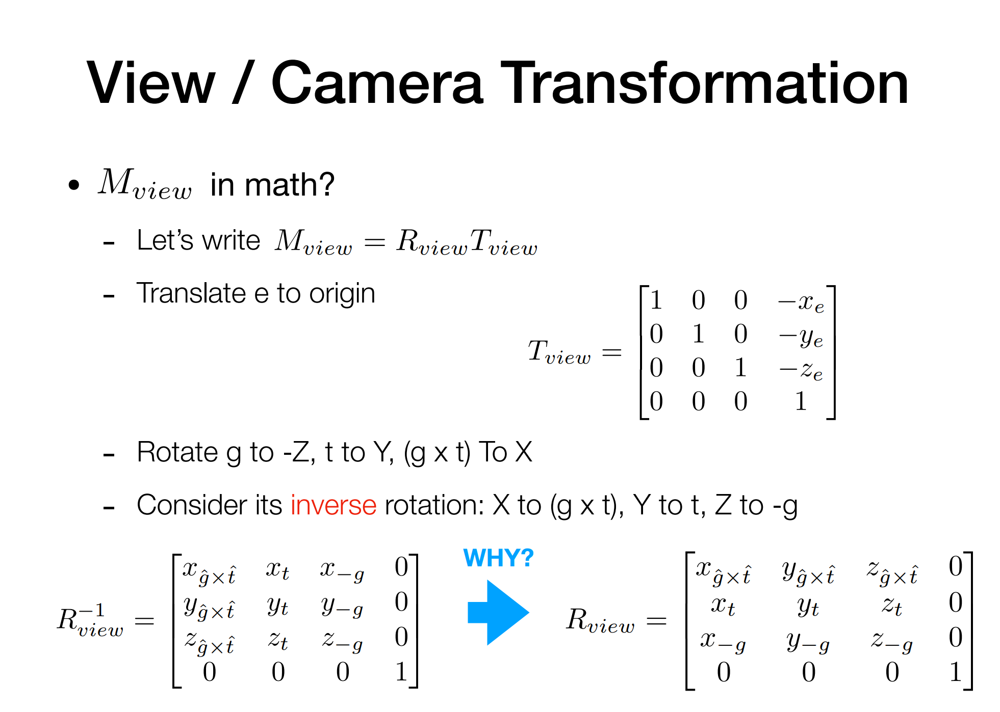 View / Camera Transformation
• $M_{view}$ in math?
- Let’s write $M_{view} = R_{view}T_{view}$
- Translate e to origin
$T_{view} = \begin{bmatrix} 1 & 0 & 0 & -x_e \\ 0 & 1 & 0 & -y_e \\ 0 & 0 & 1 & -z_e \\ 0 & 0 & 0 & 1 \end{bmatrix}$
- Rotate g to -Z, t to Y, (g x t) To X
- Consider its inverse rotation: X to (g x t), Y to t, Z to -g
$R_{view}^{-1} = \begin{bmatrix} x_{\hat{g}\times\hat{t}} & x_t & x_{-g} & 0 \\ y_{\hat{g}\times\hat{t}} & y_t & y_{-g} & 0 \\ z_{\hat{g}\times\hat{t}} & z_t & z_{-g} & 0 \\ 0 & 0 & 0 & 1 \end{bmatrix}$
WHY?
$R_{view} = \begin{bmatrix} x_{\hat{g}\times\hat{t}} & y_{\hat{g}\times\hat{t}} & z_{\hat{g}\times\hat{t}} & 0 \\ x_t & y_t & z_t & 0 \\ x_{-g} & y_{-g} & z_{-g} & 0 \\ 0 & 0 & 0 & 1 \end{bmatrix}$